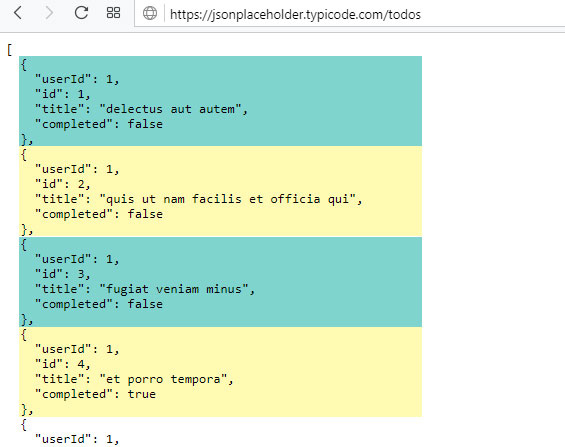 https://jsonplaceholder.typicode.com/todos
[
{
"userId": 1,
"id": 1,
"title": "delectus aut autem",
"completed": false
},
{
"userId": 1,
"id": 2,
"title": "quis ut nam facilis et officia qui",
"completed": false
},
{
"userId": 1,
"id": 3,
"title": "fugiat veniam minus",
"completed": false
},
{
"userId": 1,
"id": 4,
"title": "et porro tempora",
"completed": true
},
{
"userId": 1,